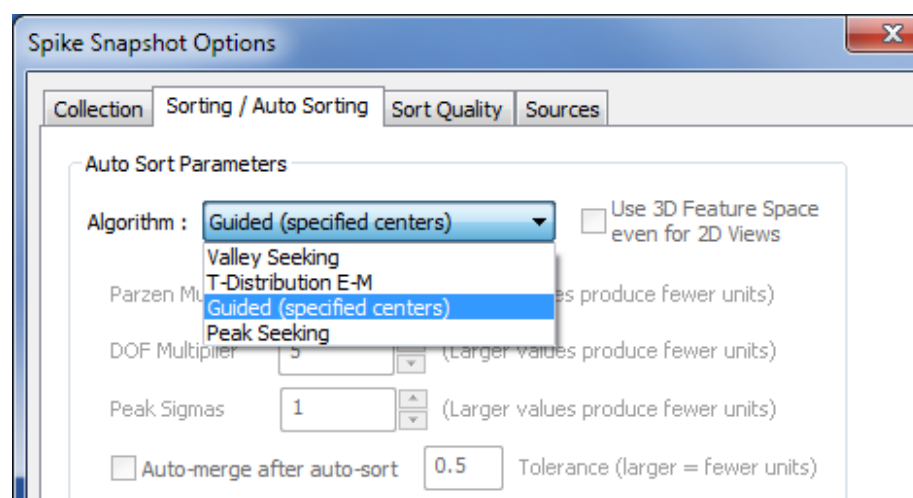 Spike Snapshot Options
Collection Sorting / Auto Sorting Sort Quality Sources
Auto Sort Parameters
Algorithm : Guided (specified centers) Use 3D Feature Space
even for 2D Views
Valley Seeking
T-Distribution E-M
Guided (specified centers)
Peak Seeking
Parzen produce fewer units)
DOF Multiplier 5 (Larger values produce fewer units)
Peak Sigmas 1 (Larger values produce fewer units)
Auto-merge after auto-sort 0.5 Tolerance (larger = fewer units)